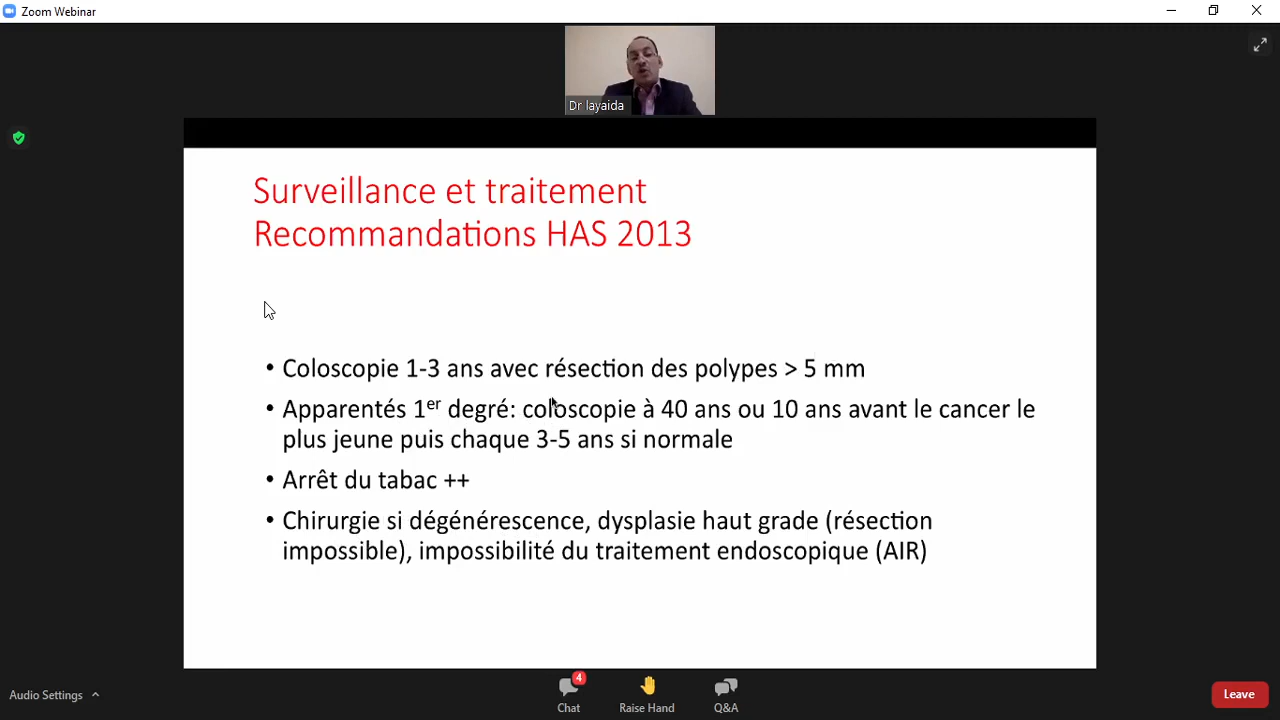 Zoom Webinar
Dr layaida
Surveillance et traitement
Recommandations HAS 2013
• Coloscopie 1-3 ans avec résection des polypes > 5 mm
• Apparentés 1er degré: coloscopie à 40 ans ou 10 ans avant le cancer le
plus jeune puis chaque 3-5 ans si normale
• Arrêt du tabac ++
• Chirurgie si dégénérescence, dysplasie haut grade (résection
impossible), impossibilité du traitement endoscopique (AIR)
Audio Settings
4
Chat
Raise Hand
Q&A
Leave